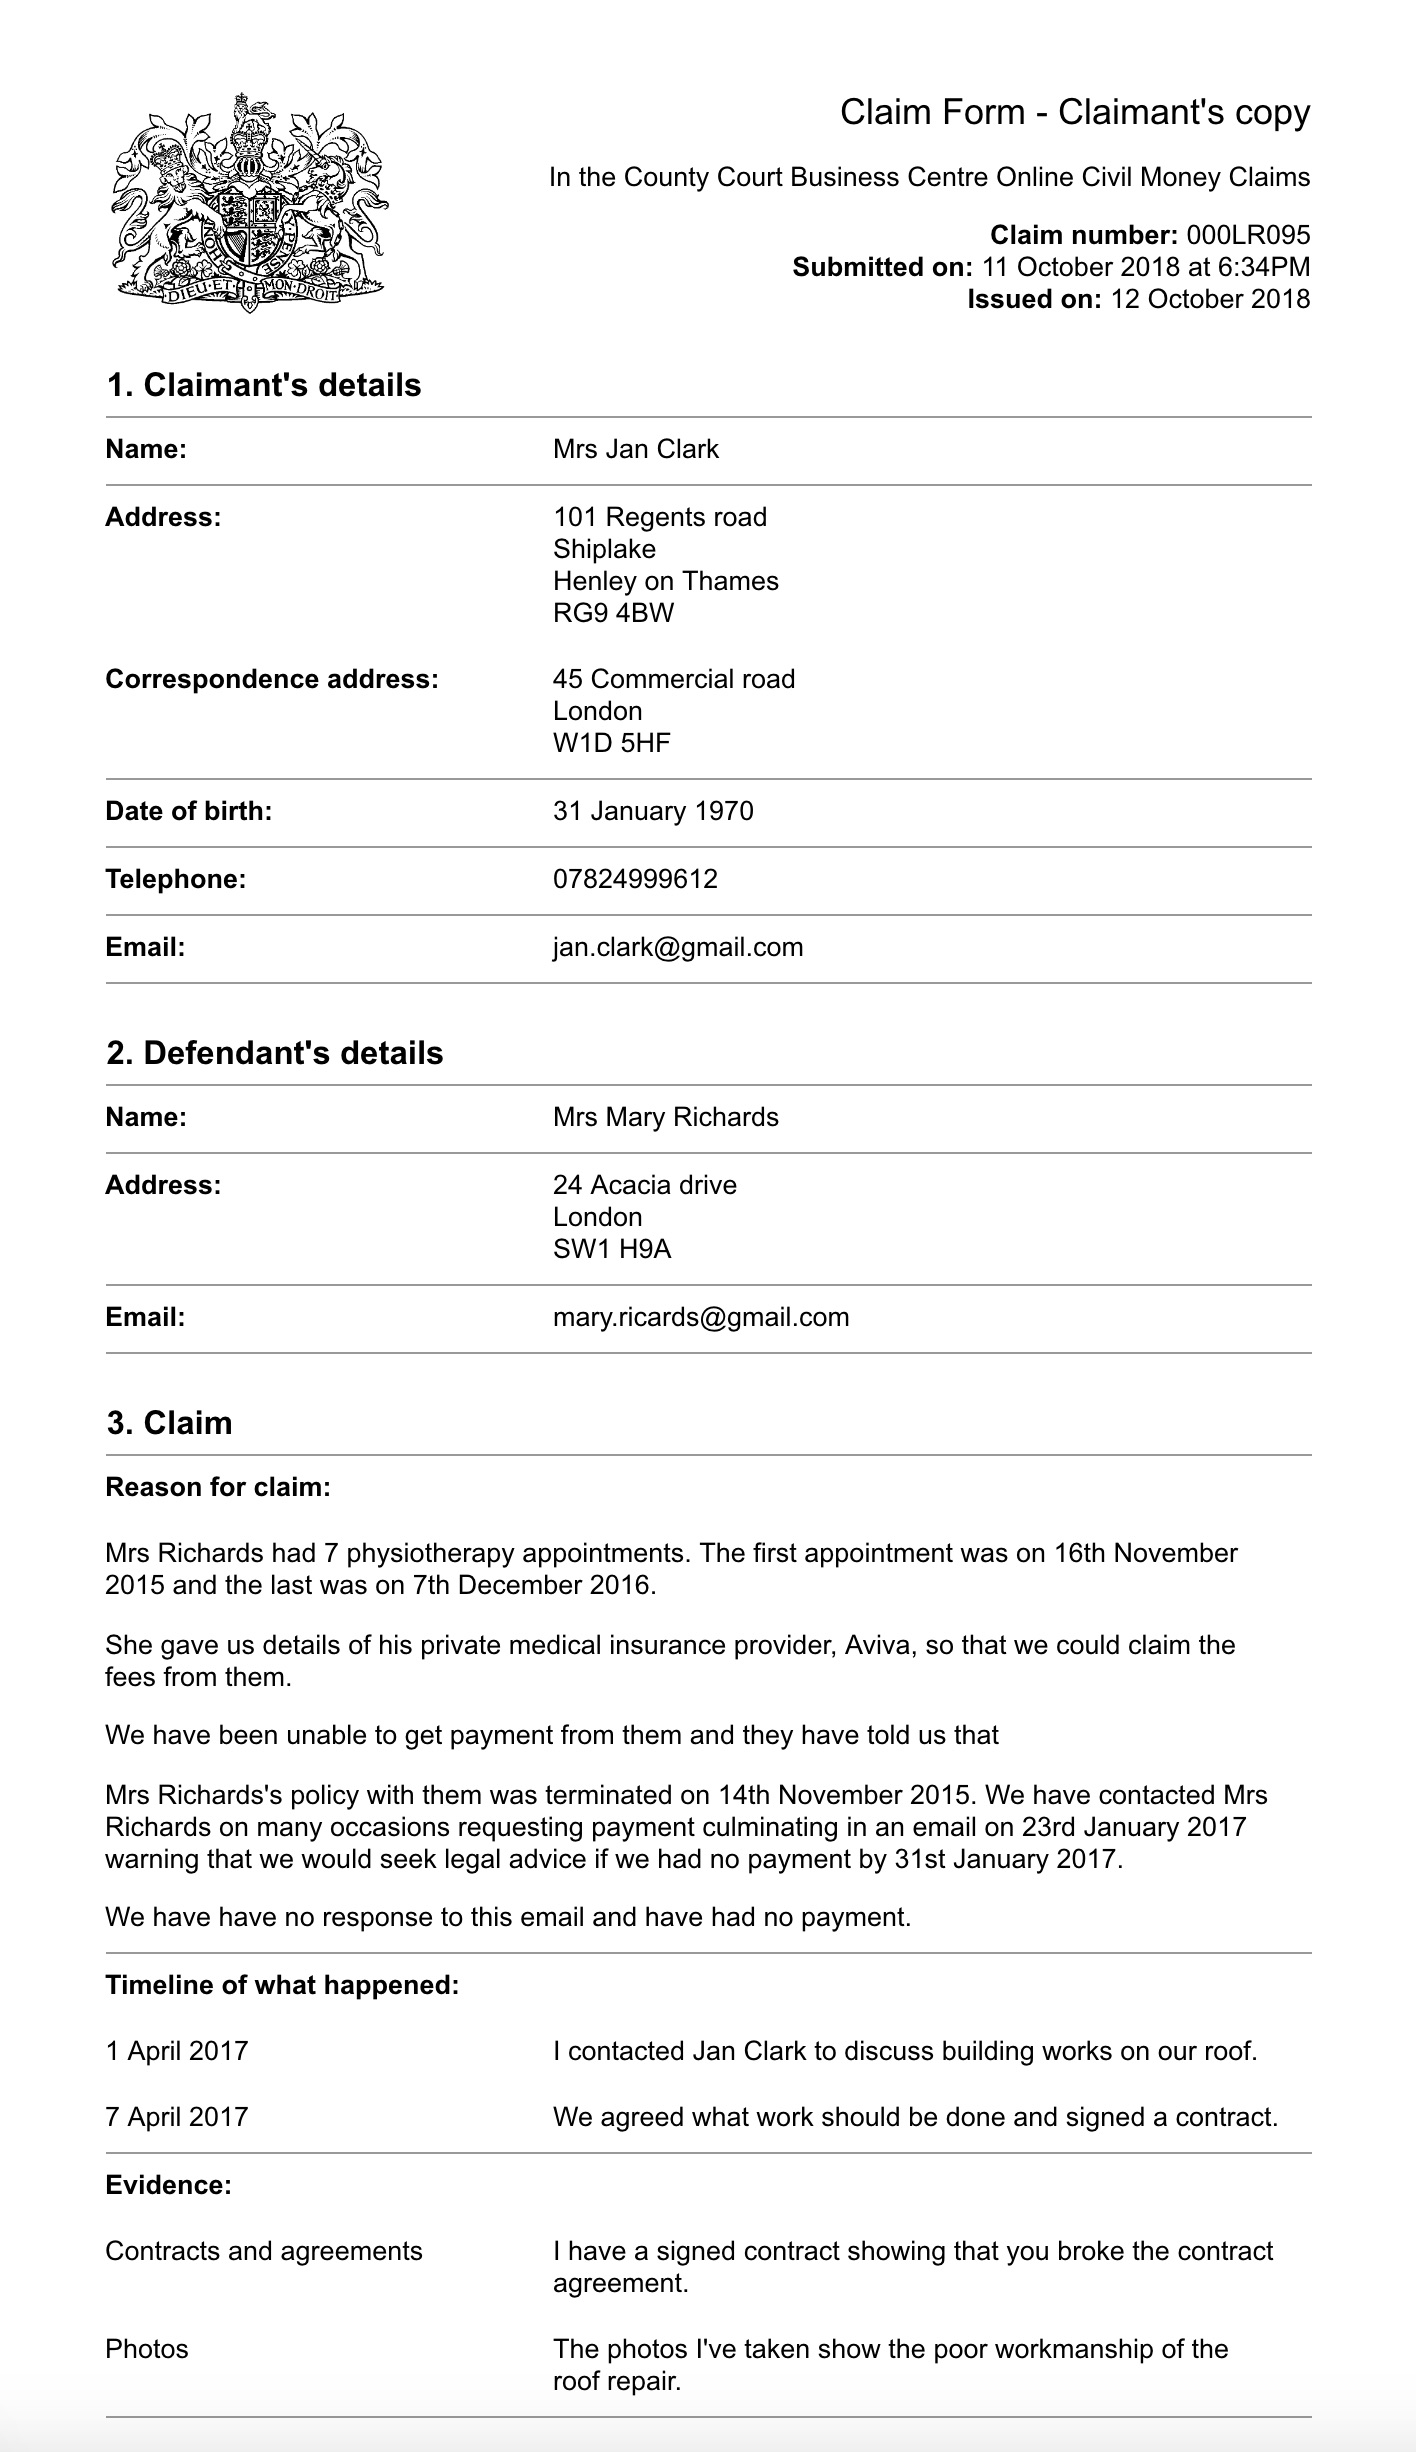 DIEU·ET·MON·DROIT
Claim Form - Claimant's copy
In the County Court Business Centre Online Civil Money Claims
Claim number: 000LR095
Submitted on: 11 October 2018 at 6:34PM
Issued on: 12 October 2018
1. Claimant's details
Name: Mrs Jan Clark
Address: 101 Regents road
Shiplake
Henley on Thames
RG9 4BW
Correspondence address: 45 Commercial road
London
W1D 5HF
Date of birth: 31 January 1970
Telephone: 07824999612
Email: jan.clark@gmail.com
2. Defendant's details
Name: Mrs Mary Richards
Address: 24 Acacia drive
London
SW1 H9A
Email: mary.ricards@gmail.com
3. Claim
Reason for claim:
Mrs Richards had 7 physiotherapy appointments. The first appointment was on 16th November
2015 and the last was on 7th December 2016.
She gave us details of his private medical insurance provider, Aviva, so that we could claim the
fees from them.
We have been unable to get payment from them and they have told us that
Mrs Richards's policy with them was terminated on 14th November 2015. We have contacted Mrs
Richards on many occasions requesting payment culminating in an email on 23rd January 2017
warning that we would seek legal advice if we had no payment by 31st January 2017.
We have have no response to this email and have had no payment.
Timeline of what happened:
1 April 2017 I contacted Jan Clark to discuss building works on our roof.
7 April 2017 We agreed what work should be done and signed a contract.
Evidence:
Contracts and agreements I have a signed contract showing that you broke the contract
agreement.
Photos The photos I've taken show the poor workmanship of the
roof repair.